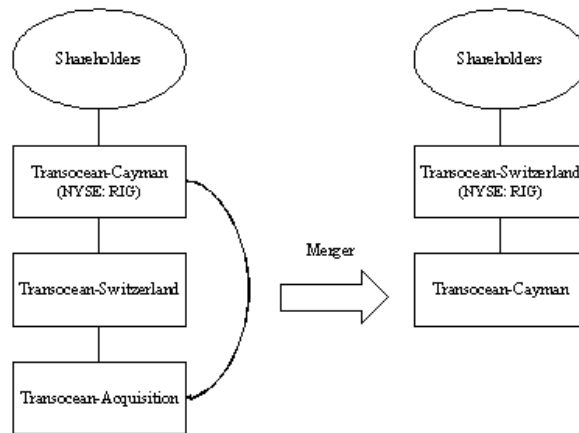 Shareholders
Transocean-Cayman
(NYSE: RIG)
Transocean-Switzerland
Transocean-Acquisition
Merger
Shareholders
Transocean-Switzerland
(NYSE: RIG)
Transocean-Cayman